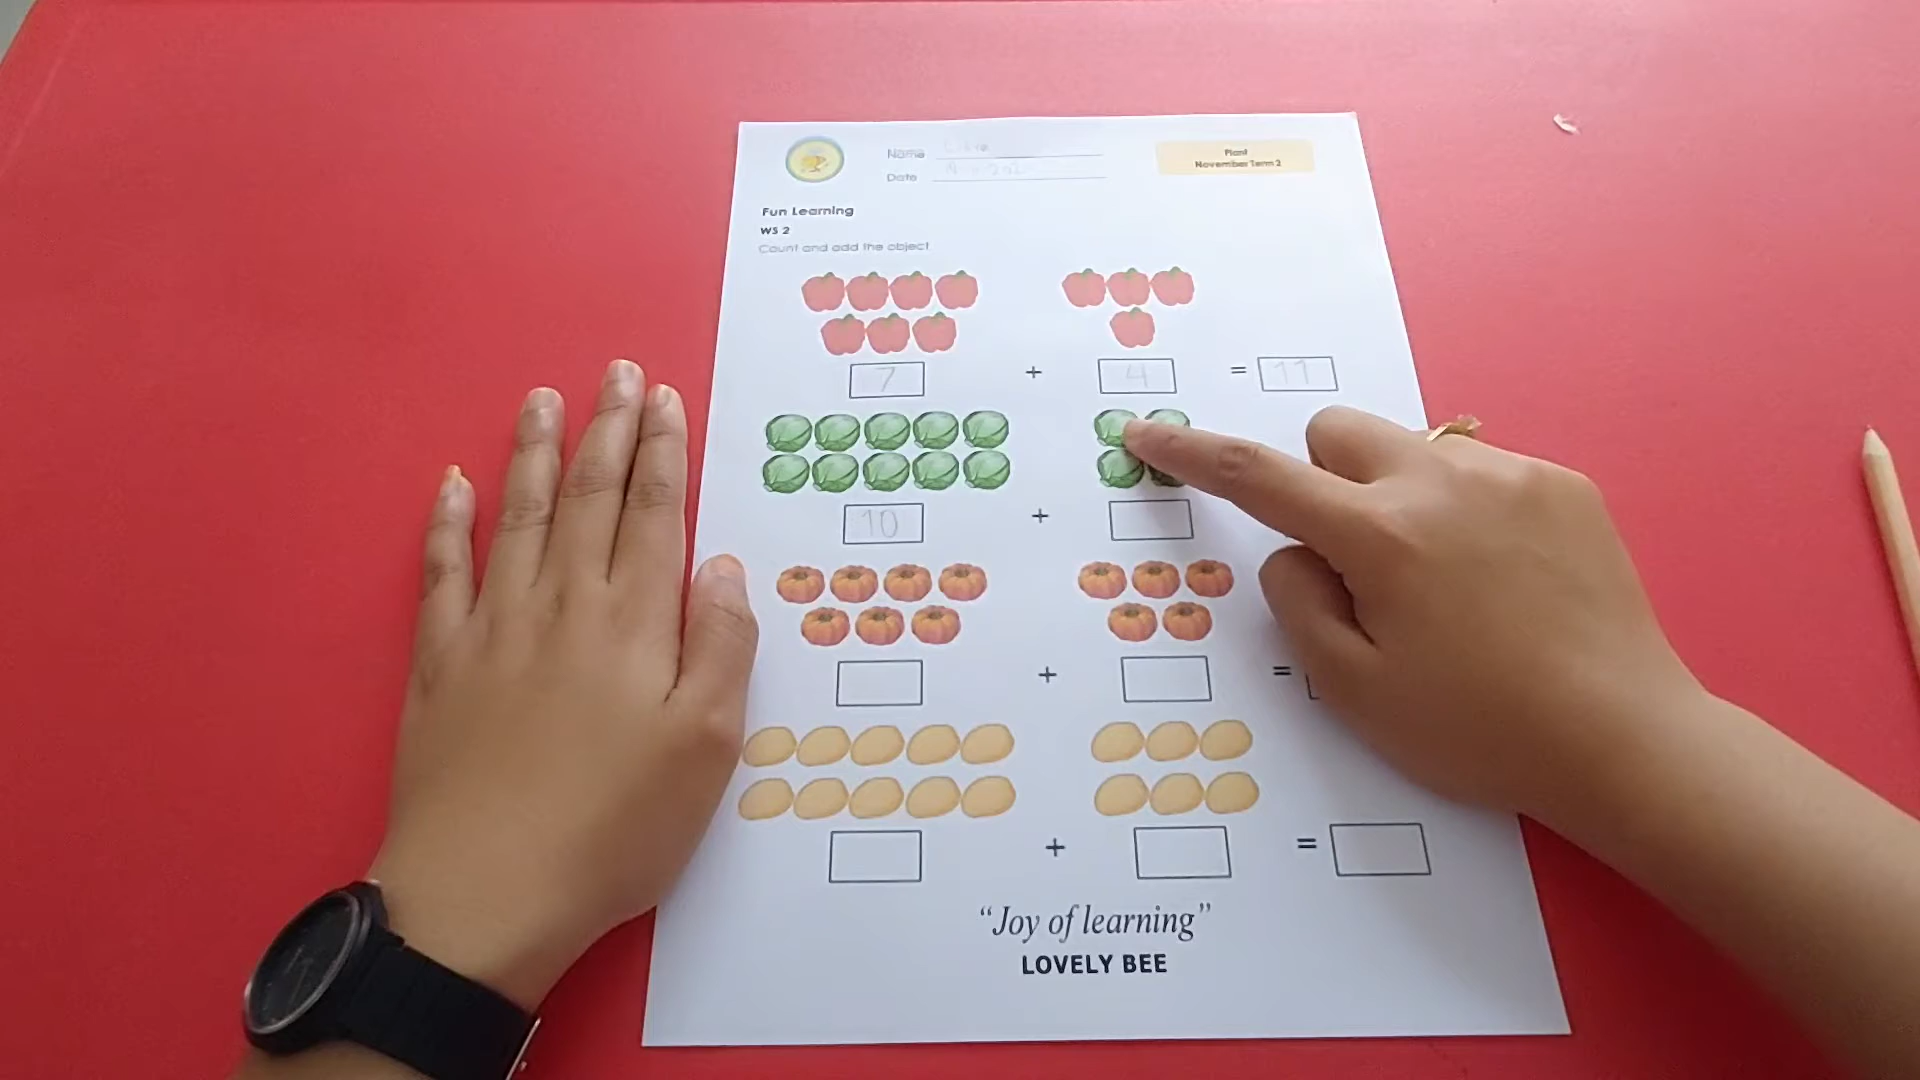 Name
Date
Plant
November Term 2
Fun Learning
WS 2
Count and add the object
7 + 4 = 11
10 +
+ =
+ =
“Joy of learning”
LOVELY BEE